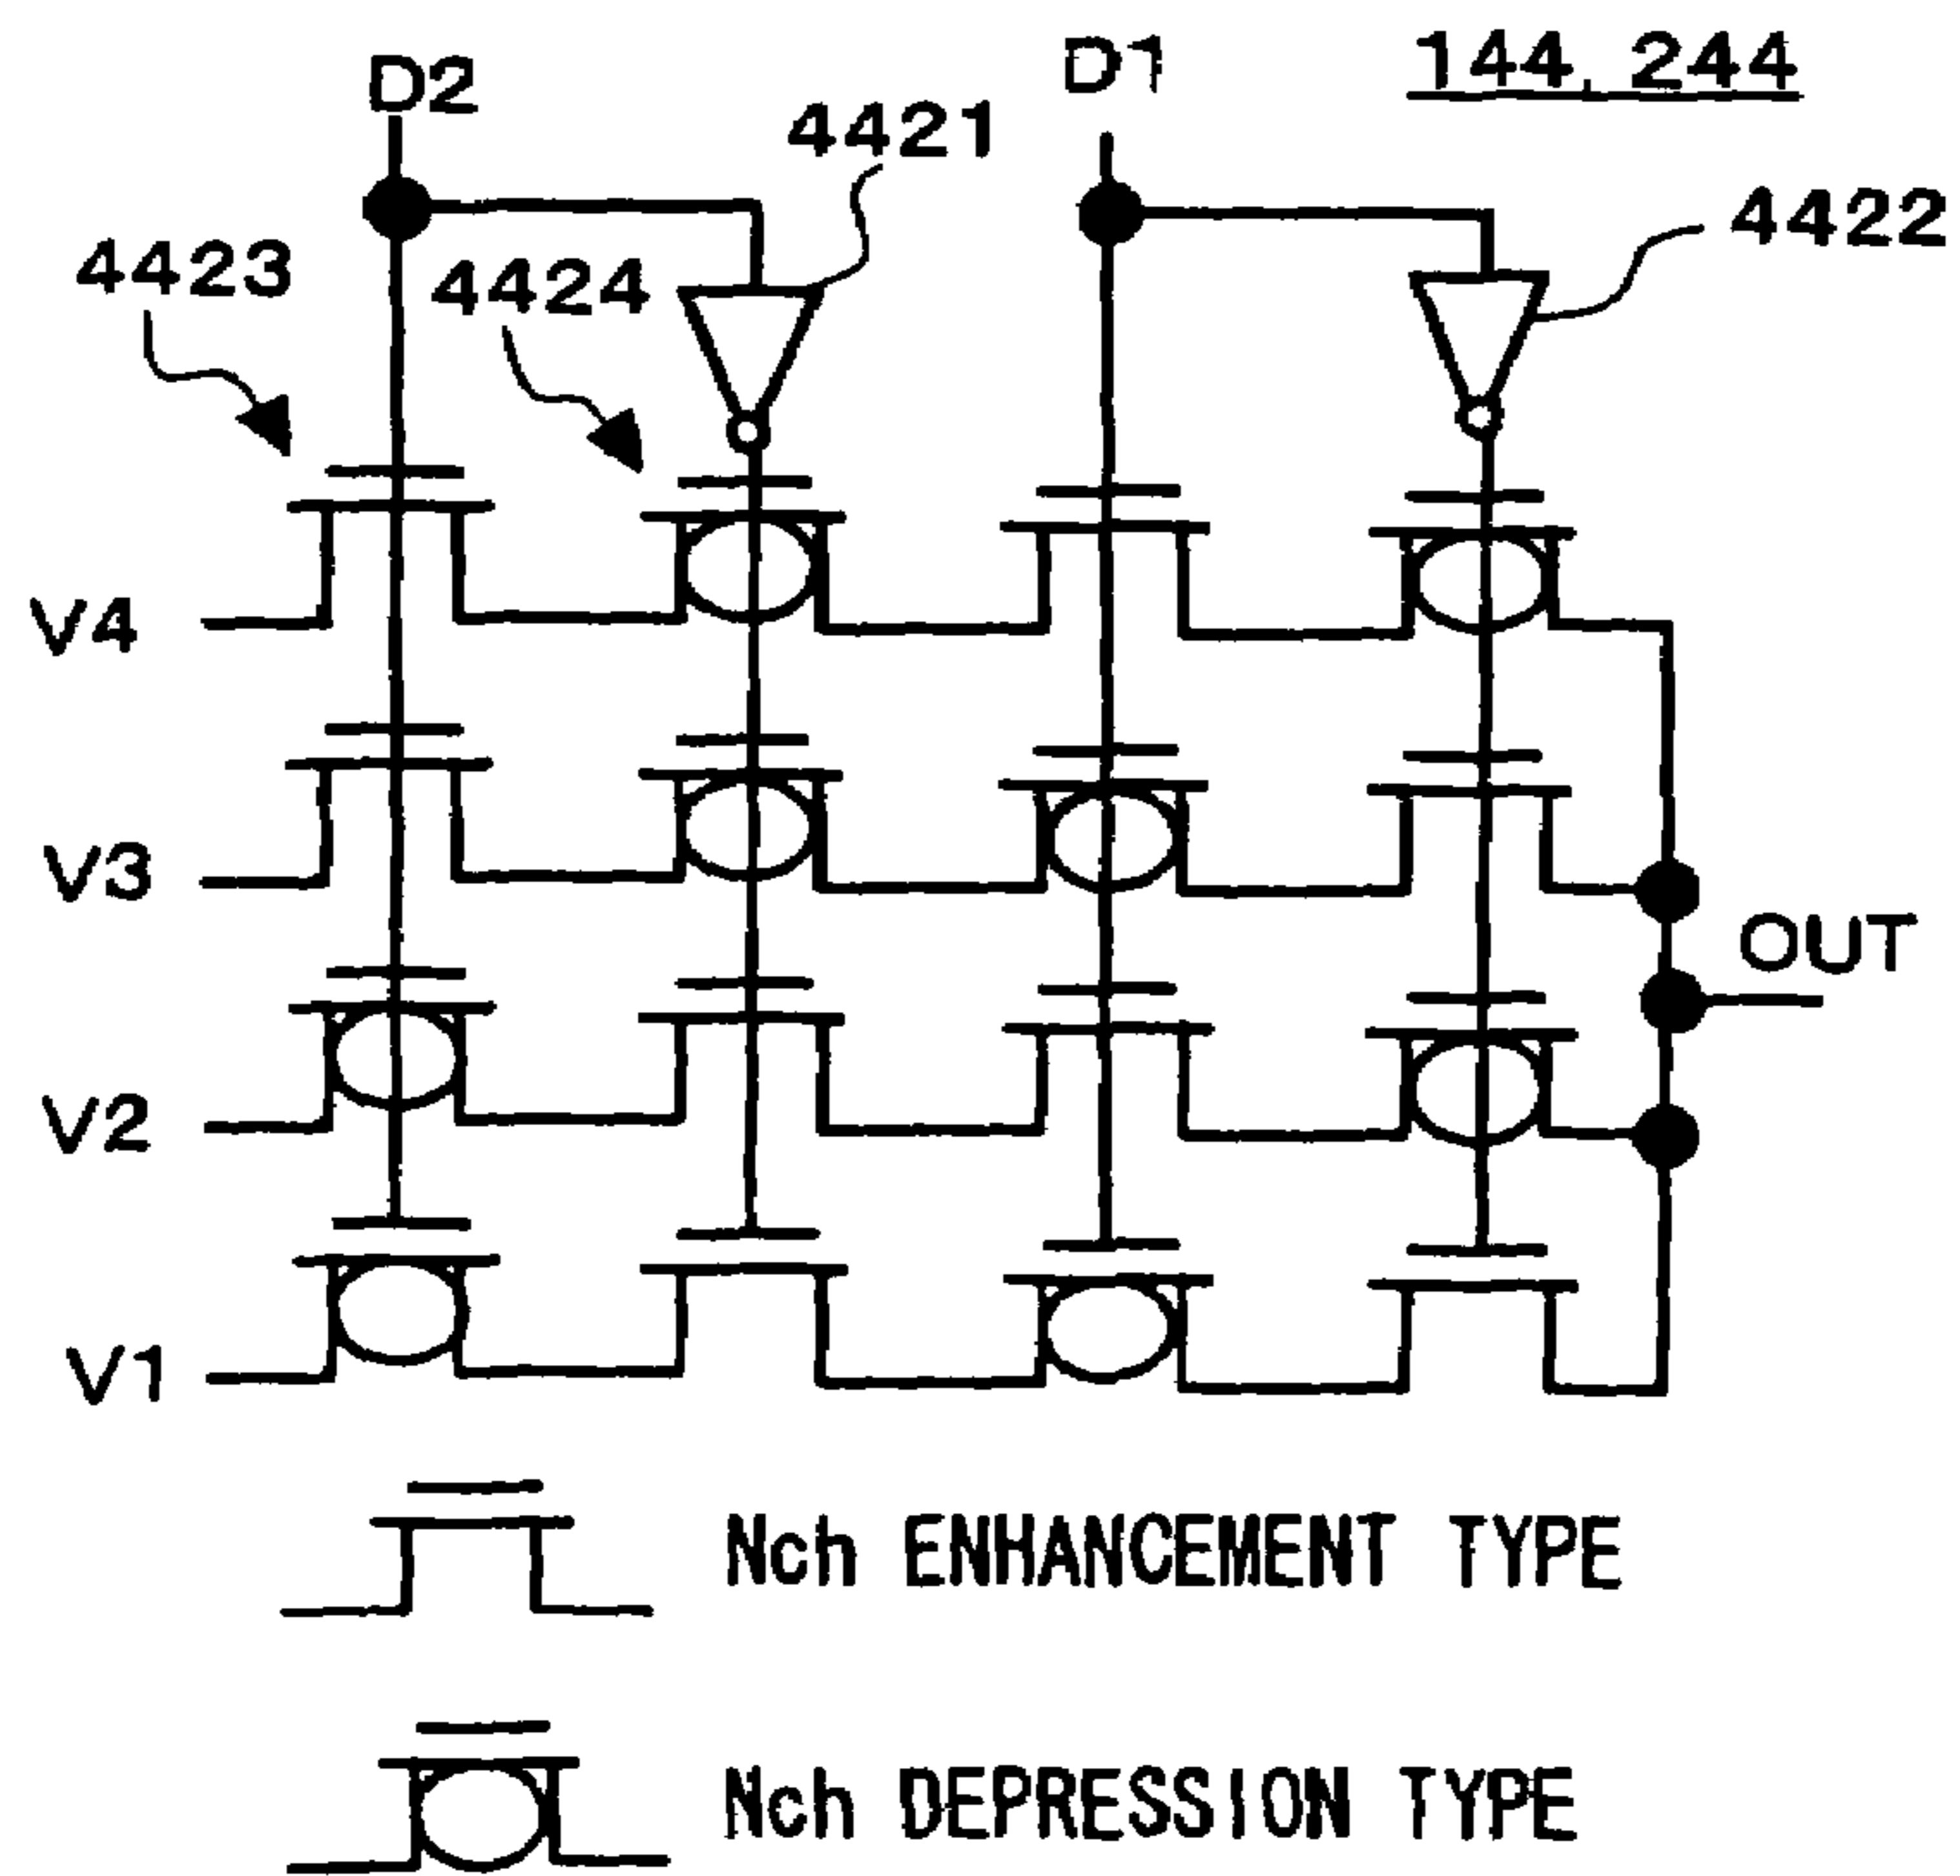 D2
D1
144, 244
4421
4422
4423
4424
V4
V3
OUT
V2
V1
Nch ENHANCEMENT TYPE
Nch DEPRESSION TYPE